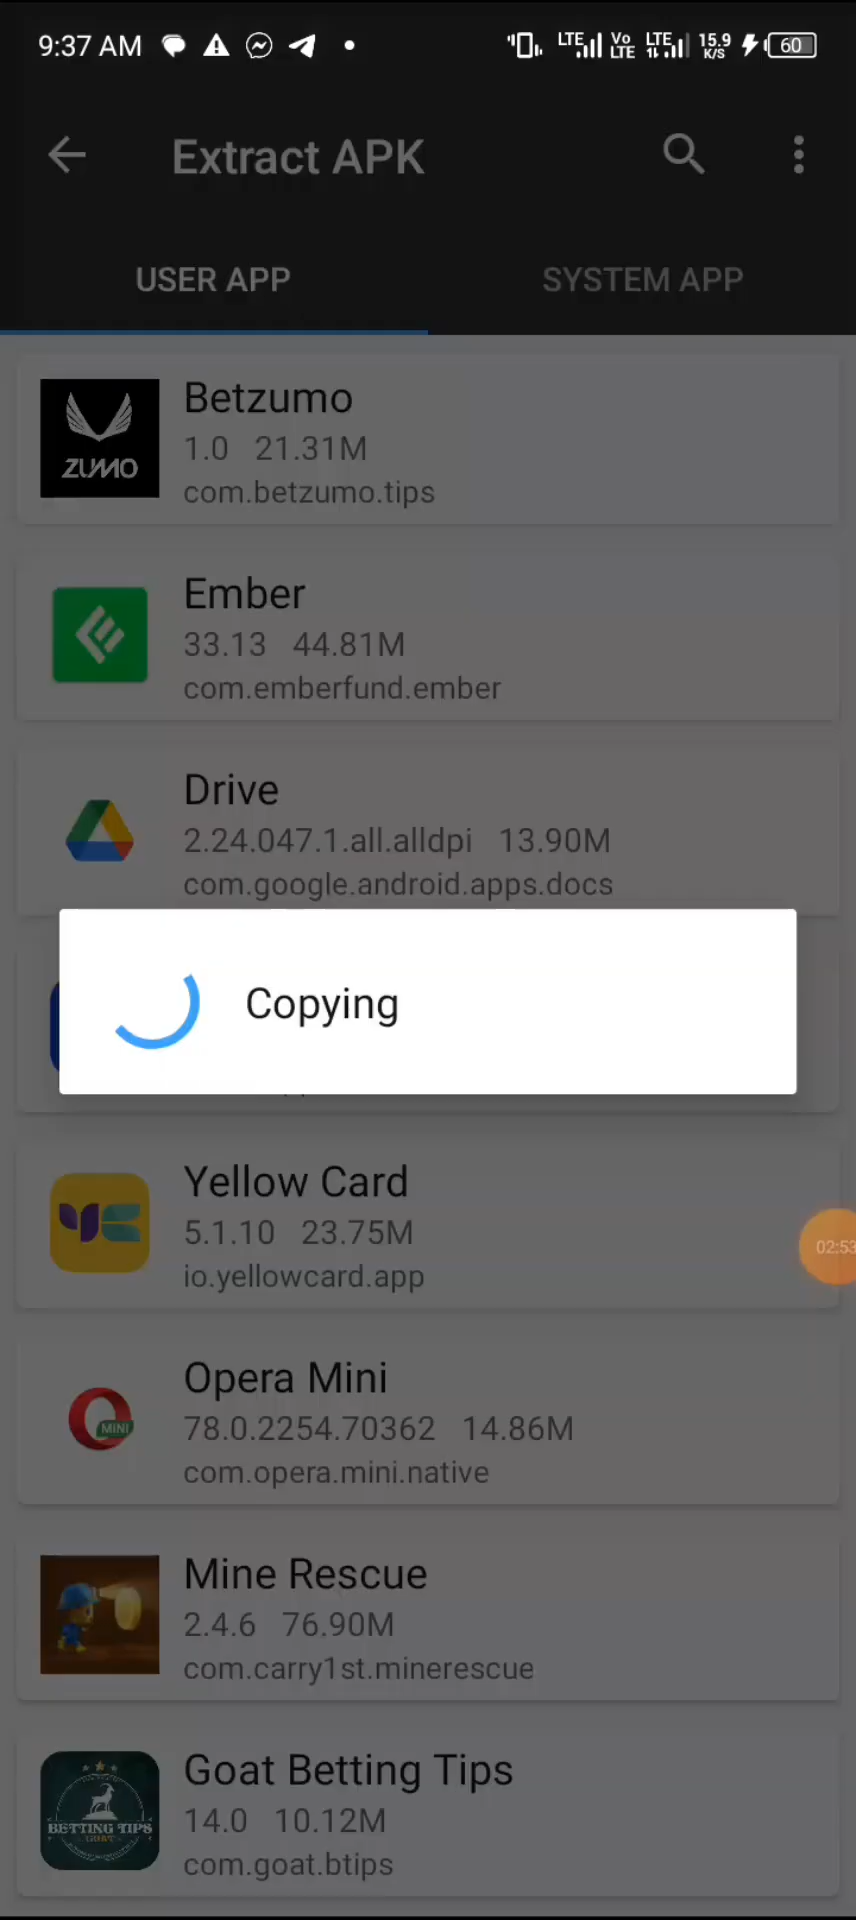 9:37 AM
LTE Vo LTE LTE 15.9 K/S 60
Extract APK
USER APP SYSTEM APP
ZUMO
Betzumo
1.0 21.31M
com.betzumo.tips
Ember
33.13 44.81M
com.emberfund.ember
Drive
2.24.047.1.all.alldpi 13.90M
com.google.android.apps.docs
Copying
Yellow Card
5.1.10 23.75M
io.yellowcard.app
02:53
Opera Mini
MINI
78.0.2254.70362 14.86M
com.opera.mini.native
Mine Rescue
2.4.6 76.90M
com.carry1st.minerescue
Goat Betting Tips
BETTING TIPS
GOAT
14.0 10.12M
com.goat.btips